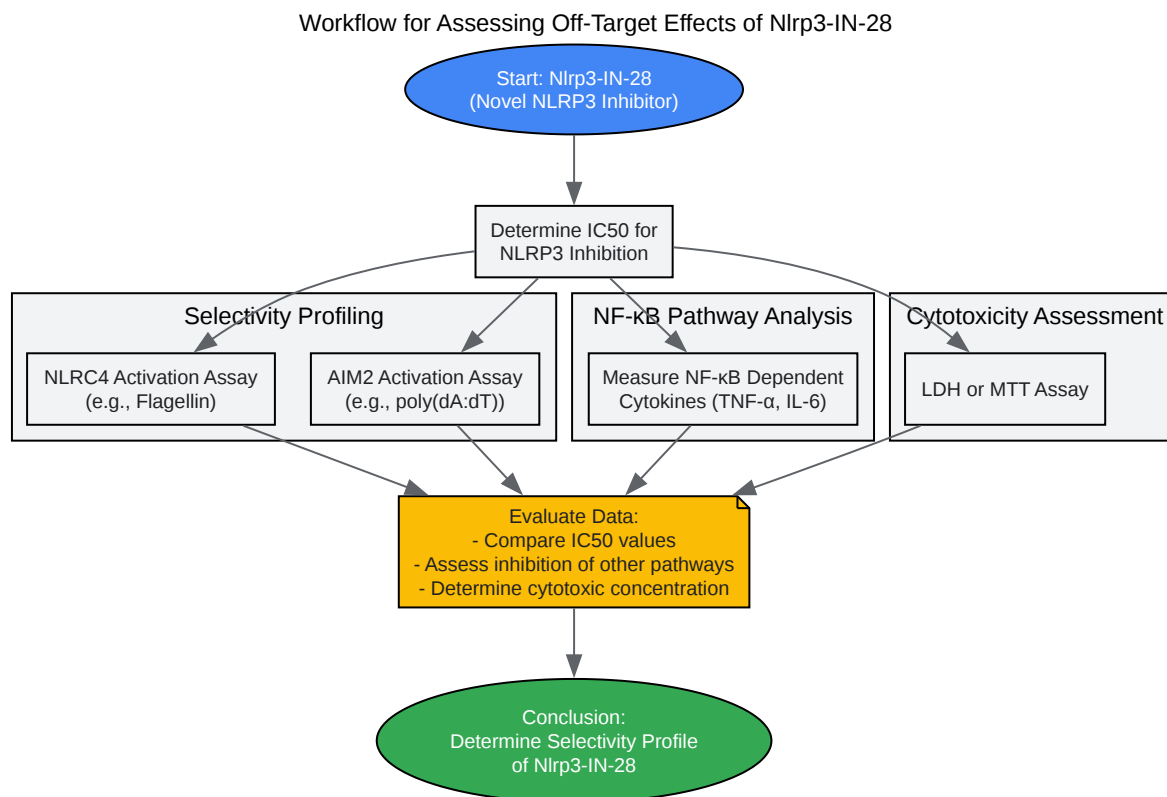 Workflow for Assessing Off-Target Effects of Nlrp3-IN-28
Start: Nlrp3-IN-28
(Novel NLRP3 Inhibitor)
Determine IC50 for
NLRP3 Inhibition
Selectivity Profiling
NLRC4 Activation Assay
(e.g., Flagellin)
AIM2 Activation Assay
(e.g., poly(dA:dT))
NF-κB Pathway Analysis
Measure NF-κB Dependent
Cytokines (TNF-α, IL-6)
Cytotoxicity Assessment
LDH or MTT Assay
Evaluate Data:
- Compare IC50 values
- Assess inhibition of other pathways
- Determine cytotoxic concentration
Conclusion:
Determine Selectivity Profile
of Nlrp3-IN-28